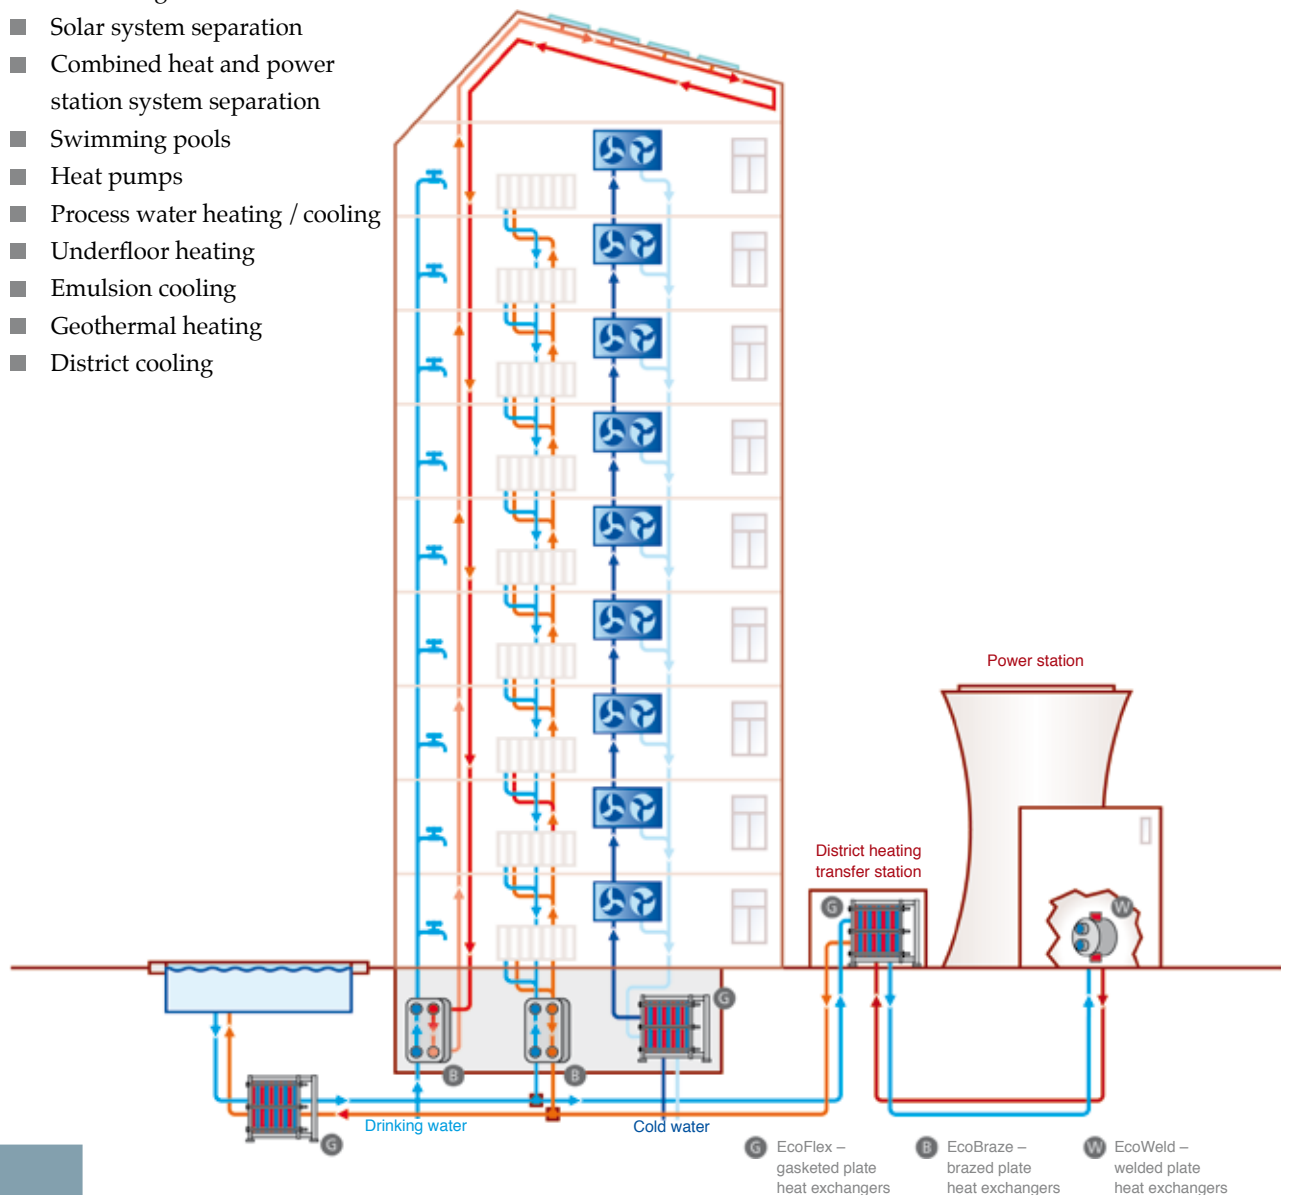 Solar system separation
Combined heat and power
station system separation
Swimming pools
Heat pumps
Process water heating / cooling
Underfloor heating
Emulsion cooling
Geothermal heating
District cooling
Power station
District heating
transfer station
G
W
G
B
B
G
Drinking water
Cold water
G EcoFlex –
gasketed plate
heat exchangers
B EcoBraze –
brazed plate
heat exchangers
W EcoWeld –
welded plate
heat exchangers